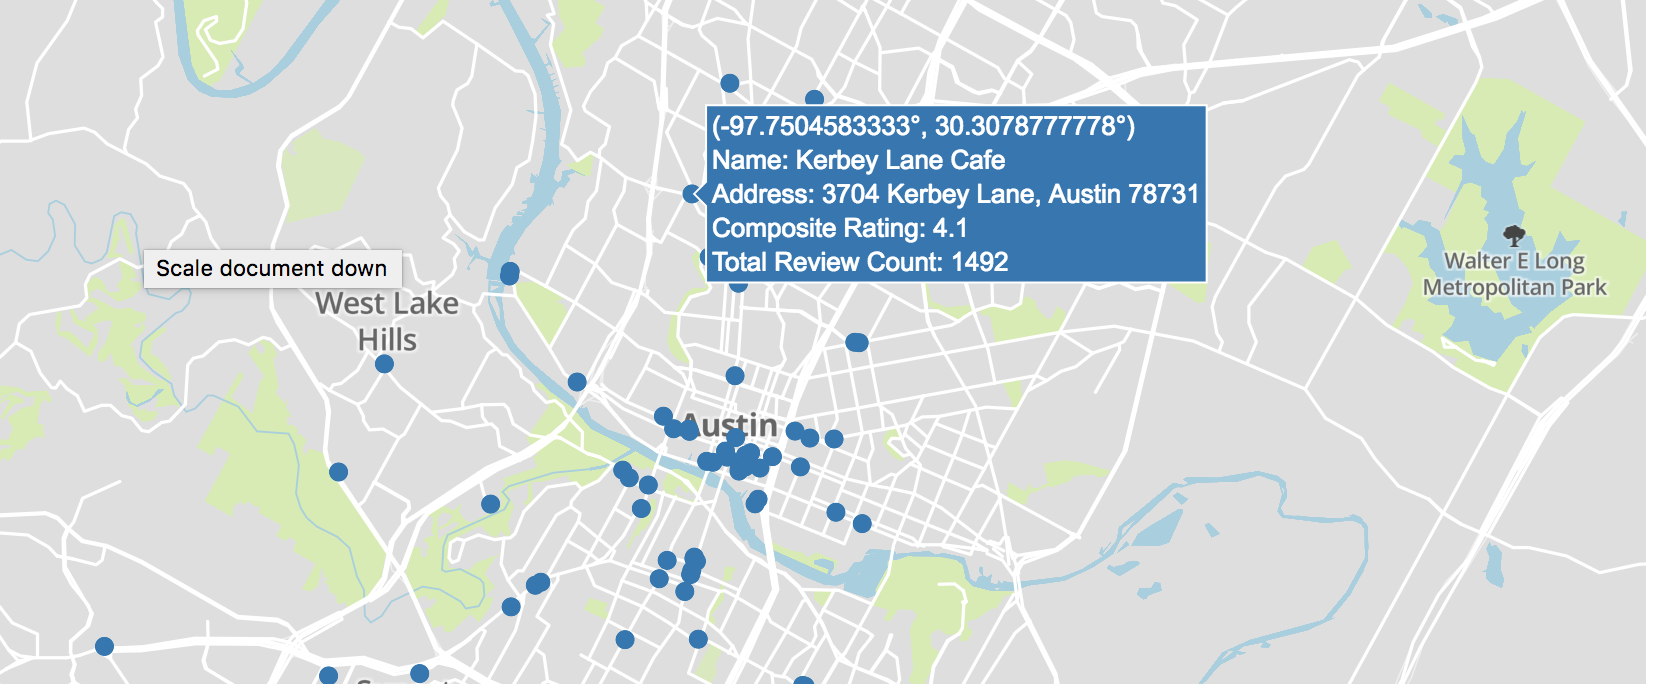 (-97.7504583333°, 30.3078777778°)
Name: Kerbey Lane Cafe
Address: 3704 Kerbey Lane, Austin 78731
Composite Rating: 4.1
Total Review Count: 1492
Walter E Long
Metropolitan Park
Scale document down
West Lake
Hills
Austin